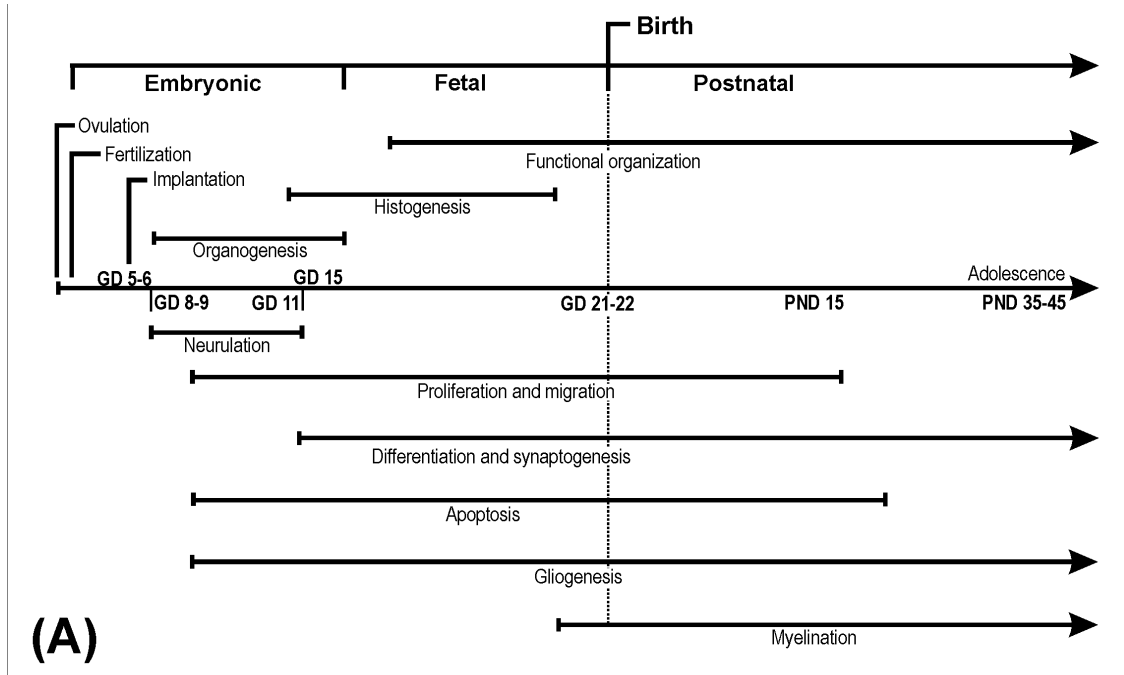 Birth
Embryonic
Fetal
Postnatal
Ovulation
Fertilization
Implantation
Functional organization
Histogenesis
Organogenesis
GD 5-6
GD 15
Adolescence
GD 8-9
GD 11
GD 21-22
PND 15
PND 35-45
Neurulation
Proliferation and migration
Differentiation and synaptogenesis
Apoptosis
Gliogenesis
Myelination
(A)